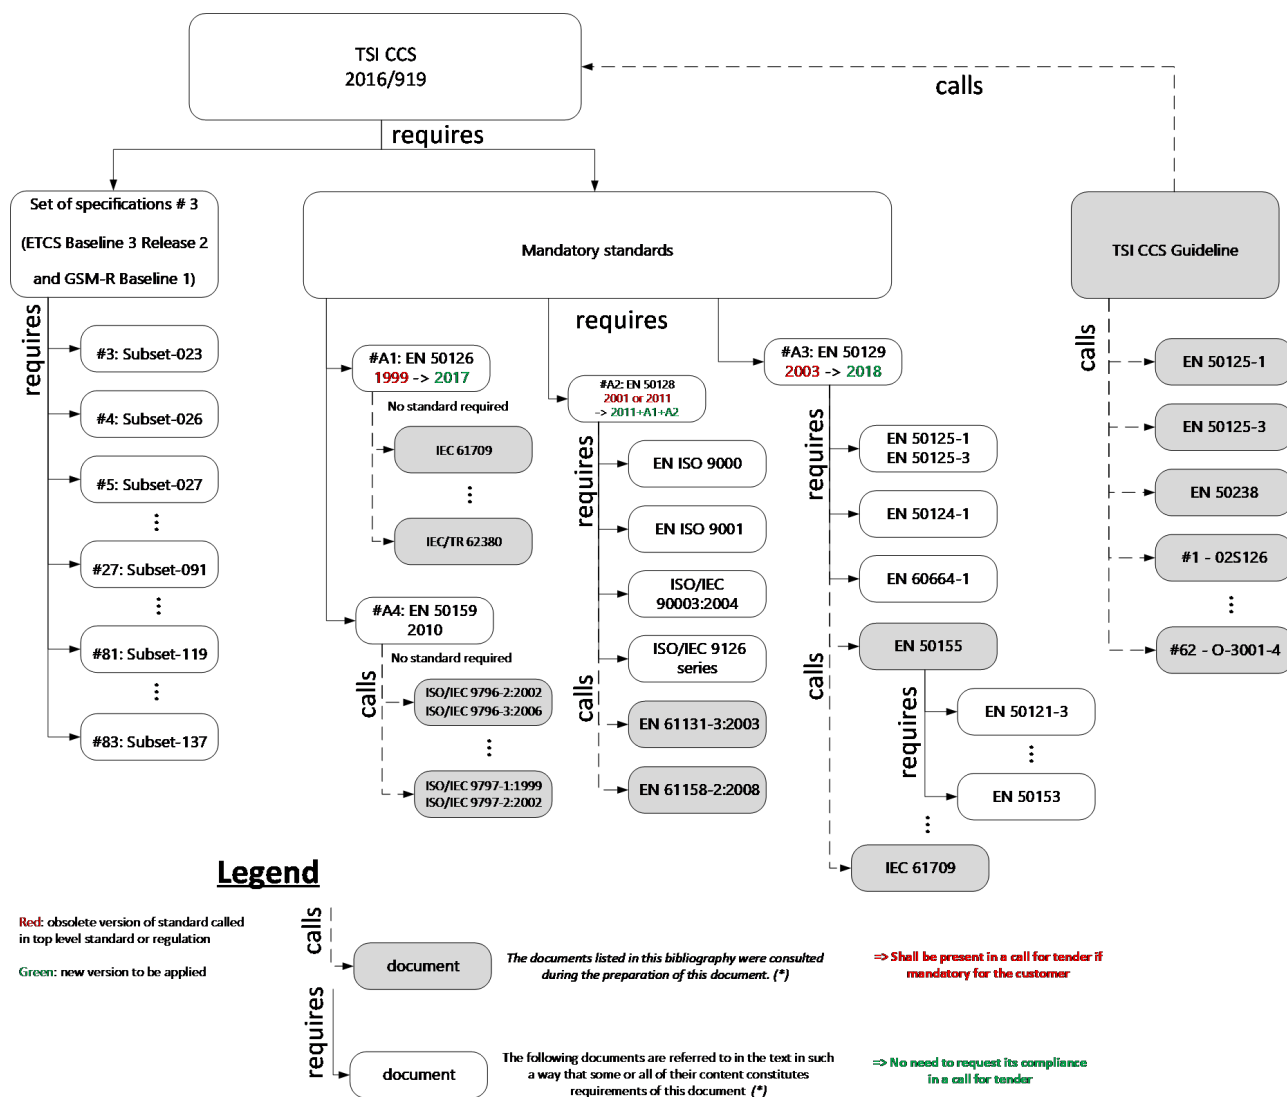 TSI CCS
2016/919
calls
requires
Set of specifications # 3
(ETCS Baseline 3 Release 2
and GSM-R Baseline 1)
Mandatory standards
TSI CCS Guideline
requires
#3: Subset-023
#4: Subset-026
#5: Subset-027
...
#27: Subset-091
...
#81: Subset-119
...
#83: Subset-137
requires
#A1: EN 50126
1999 -> 2017
No standard required
IEC 61709
...
IEC/TR 62380
#A4: EN 50159
2010
No standard required
calls
ISO/IEC 9796-2:2002
ISO/IEC 9796-3:2006
...
ISO/IEC 9797-1:1999
ISO/IEC 9797-2:2002
#A2: EN 50128
2001 or 2011
-> 2011+A1+A2
requires
EN ISO 9000
EN ISO 9001
ISO/IEC
90003:2004
ISO/IEC 9126
series
calls
EN 61131-3:2003
EN 61158-2:2008
#A3: EN 50129
2003 -> 2018
requires
EN 50125-1
EN 50125-3
EN 50124-1
EN 60664-1
calls
EN 50155
requires
EN 50121-3
...
EN 50153
...
IEC 61709
calls
EN 50125-1
EN 50125-3
EN 50238
#1 - 02S126
...
#62 - O-3001-4
Legend
Red: obsolete version of standard called
in top level standard or regulation
Green: new version to be applied
calls
document
The documents listed in this bibliography were consulted
during the preparation of this document. (*)
=> Shall be present in a call for tender if
mandatory for the customer
requires
document
The following documents are referred to in the text in such
a way that some or all of their content constitutes
requirements of this document (*)
=> No need to request its compliance
in a call for tender